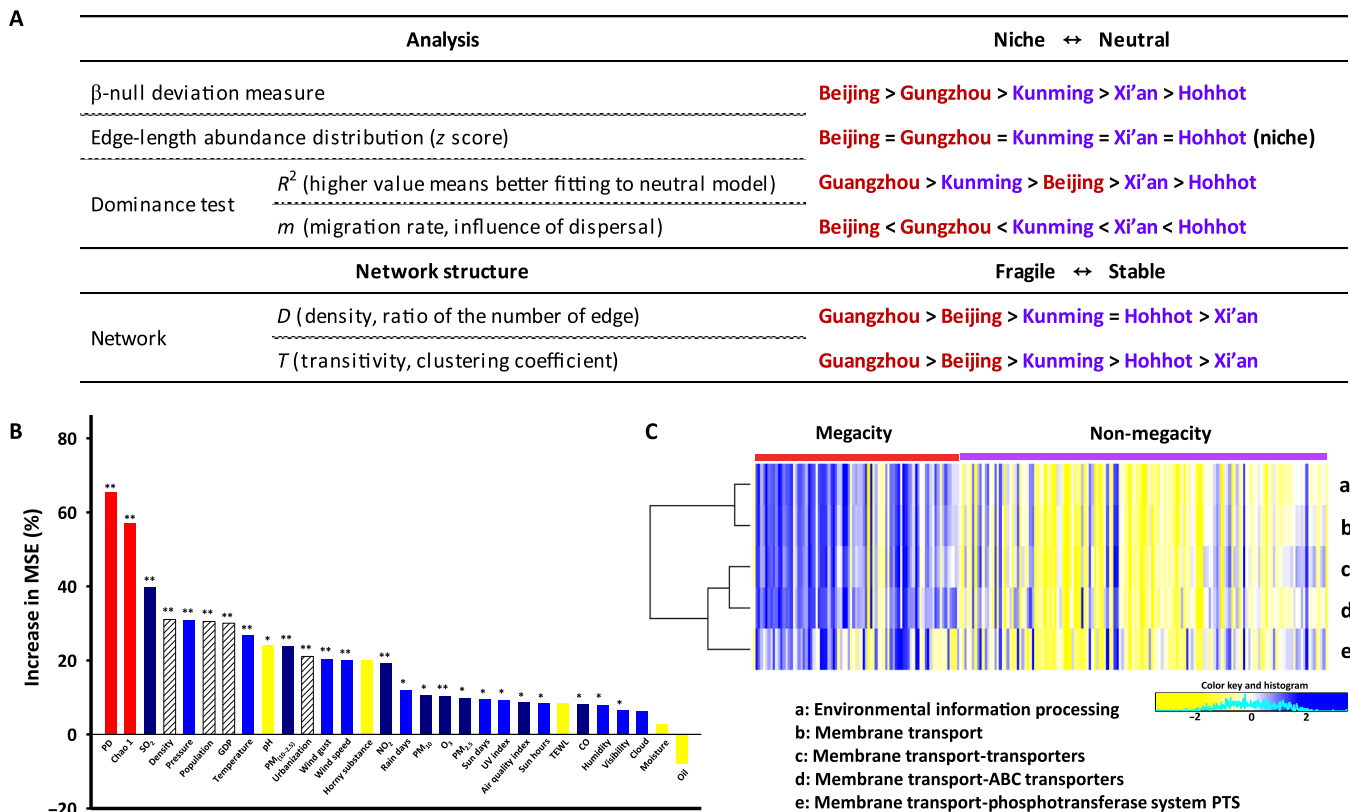 A
Analysis Niche ↔ Neutral
β-null deviation measure Beijing > Gungzhou > Kunming > Xi’an > Hohhot
Edge-length abundance distribution (z score) Beijing = Gungzhou = Kunming = Xi’an = Hohhot (niche)
Dominance test
R² (higher value means better fitting to neutral model) Guangzhou > Kunming > Beijing > Xi’an > Hohhot
m (migration rate, influence of dispersal) Beijing < Gungzhou < Kunming < Xi’an < Hohhot
Network structure Fragile ↔ Stable
Network
D (density, ratio of the number of edge) Guangzhou > Beijing > Kunming = Hohhot > Xi’an
T (transitivity, clustering coefficient) Guangzhou > Beijing > Kunming > Hohhot > Xi’an
B
Increase in MSE (%)
80
60
40
20
0
−20
** ** ** ** ** ** ** ** * ** ** ** ** ** * * ** * * * * * * * *
PD
Chao 1
SO₂
Density
Pressure
Population
GDP
Temperature
pH
PM₍₁₀₋₂.₅₎
Urbanization
Wind gust
Wind speed
Horny substance
NO₂
Rain days
PM₁₀
O₃
PM₂.₅
Sun days
UV index
Air quality index
Sun hours
TEWL
CO
Humidity
Visibility
Cloud
Moisture
Oil
C
Megacity Non-megacity
a
b
c
d
e
Color key and histogram
−2 0 2
a: Environmental information processing
b: Membrane transport
c: Membrane transport-transporters
d: Membrane transport-ABC transporters
e: Membrane transport-phosphotransferase system PTS